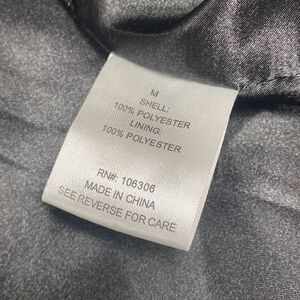 M
SHELL:
100% POLYESTER
LINING:
100% POLYESTER
RN#: 106306
MADE IN CHINA
SEE REVERSE FOR CARE